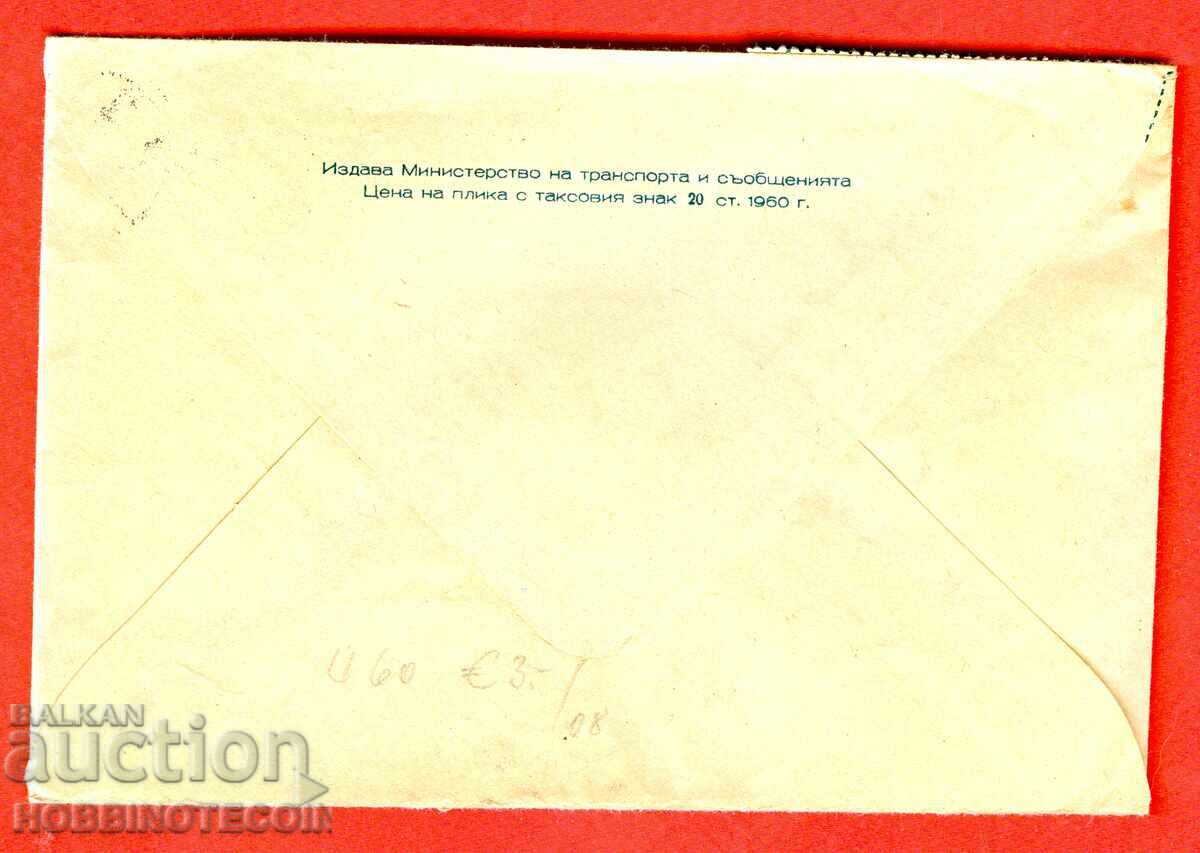 Издава Министерство на транспорта и съобщенията
Цена на плика с таксовия знак 20 ст. 1960 г.
U 60 € 3.- /
08
BALKAN
auction
HOBBINOTECOIN